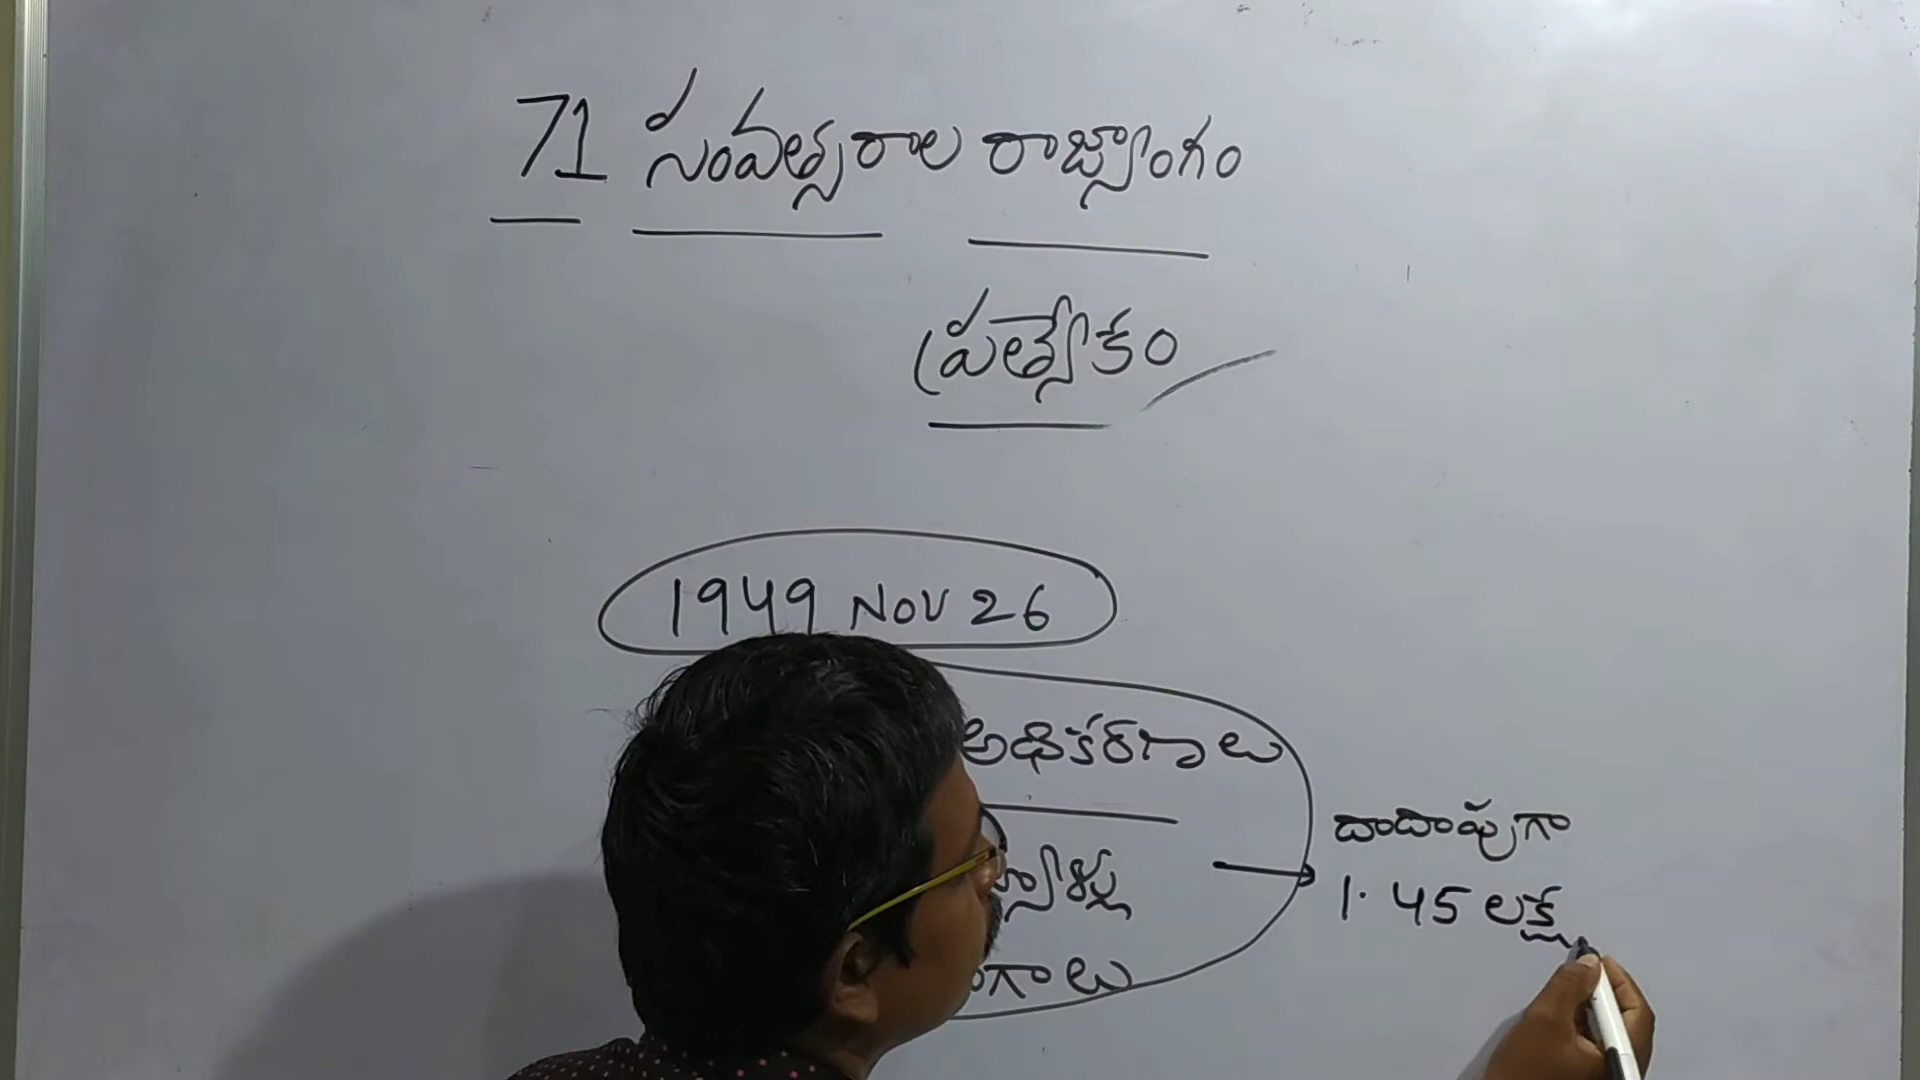 71 సంవత్సరాల రాజ్యాంగం
ప్రత్యేకం
1949 NOV 26
అధికరణాలు
దాదాపుగా
1.45 లక్ష